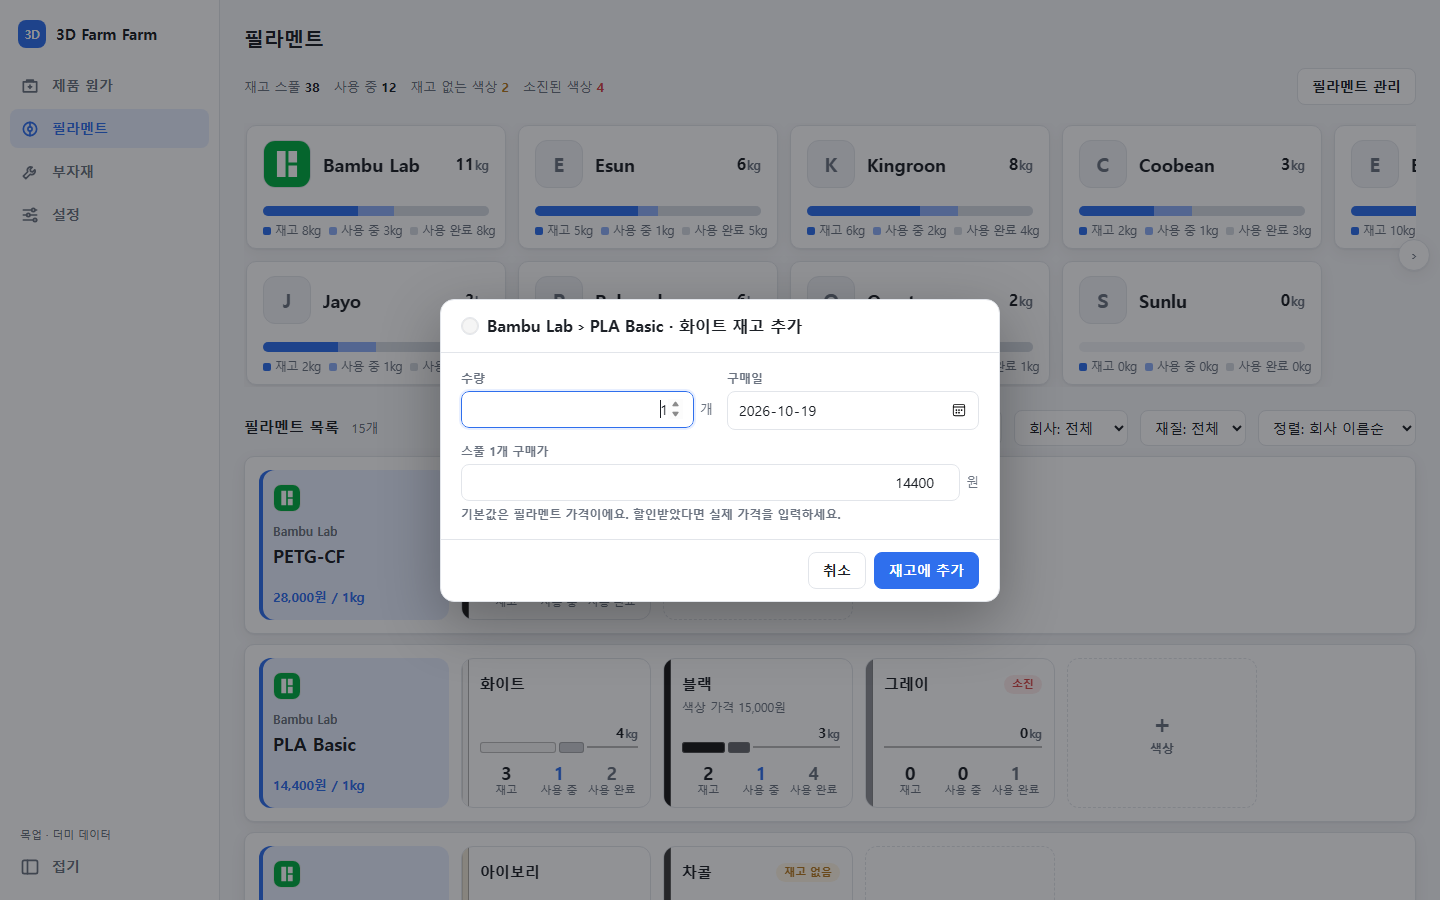 3D 3D Farm Farm
제품 원가
필라멘트
부자재
설정
목업 · 더미 데이터
접기
필라멘트
재고 스풀 38 사용 중 12 재고 없는 색상 2 소진된 색상 4
필라멘트 관리
Bambu Lab 11kg
재고 8kg 사용 중 3kg 사용 완료 8kg
E Esun 6kg
재고 5kg 사용 중 1kg 사용 완료 5kg
K Kingroon 8kg
재고 6kg 사용 중 2kg 사용 완료 4kg
C Coobean 3kg
재고 2kg 사용 중 1kg 사용 완료 3kg
E
재고 10kg
›
J Jayo
재고 2kg 사용 중 1kg
2kg
1kg
S Sunlu 0kg
재고 0kg 사용 중 0kg 사용 완료 0kg
Bambu Lab › PLA Basic · 화이트 재고 추가
수량
1 개
구매일
2026-10-19
스풀 1개 구매가
14400 원
기본값은 필라멘트 가격이에요. 할인받았다면 실제 가격을 입력하세요.
취소
재고에 추가
필라멘트 목록 15개
회사: 전체
재질: 전체
정렬: 회사 이름순
Bambu Lab
PETG-CF
28,000원 / 1kg
재고 사용 중 사용 완료
Bambu Lab
PLA Basic
14,400원 / 1kg
화이트
4kg
3 1 2
재고 사용 중 사용 완료
블랙
색상 가격 15,000원
3kg
2 1 4
재고 사용 중 사용 완료
그레이 소진
0kg
0 0 1
재고 사용 중 사용 완료
+
색상
아이보리
차콜 재고 없음